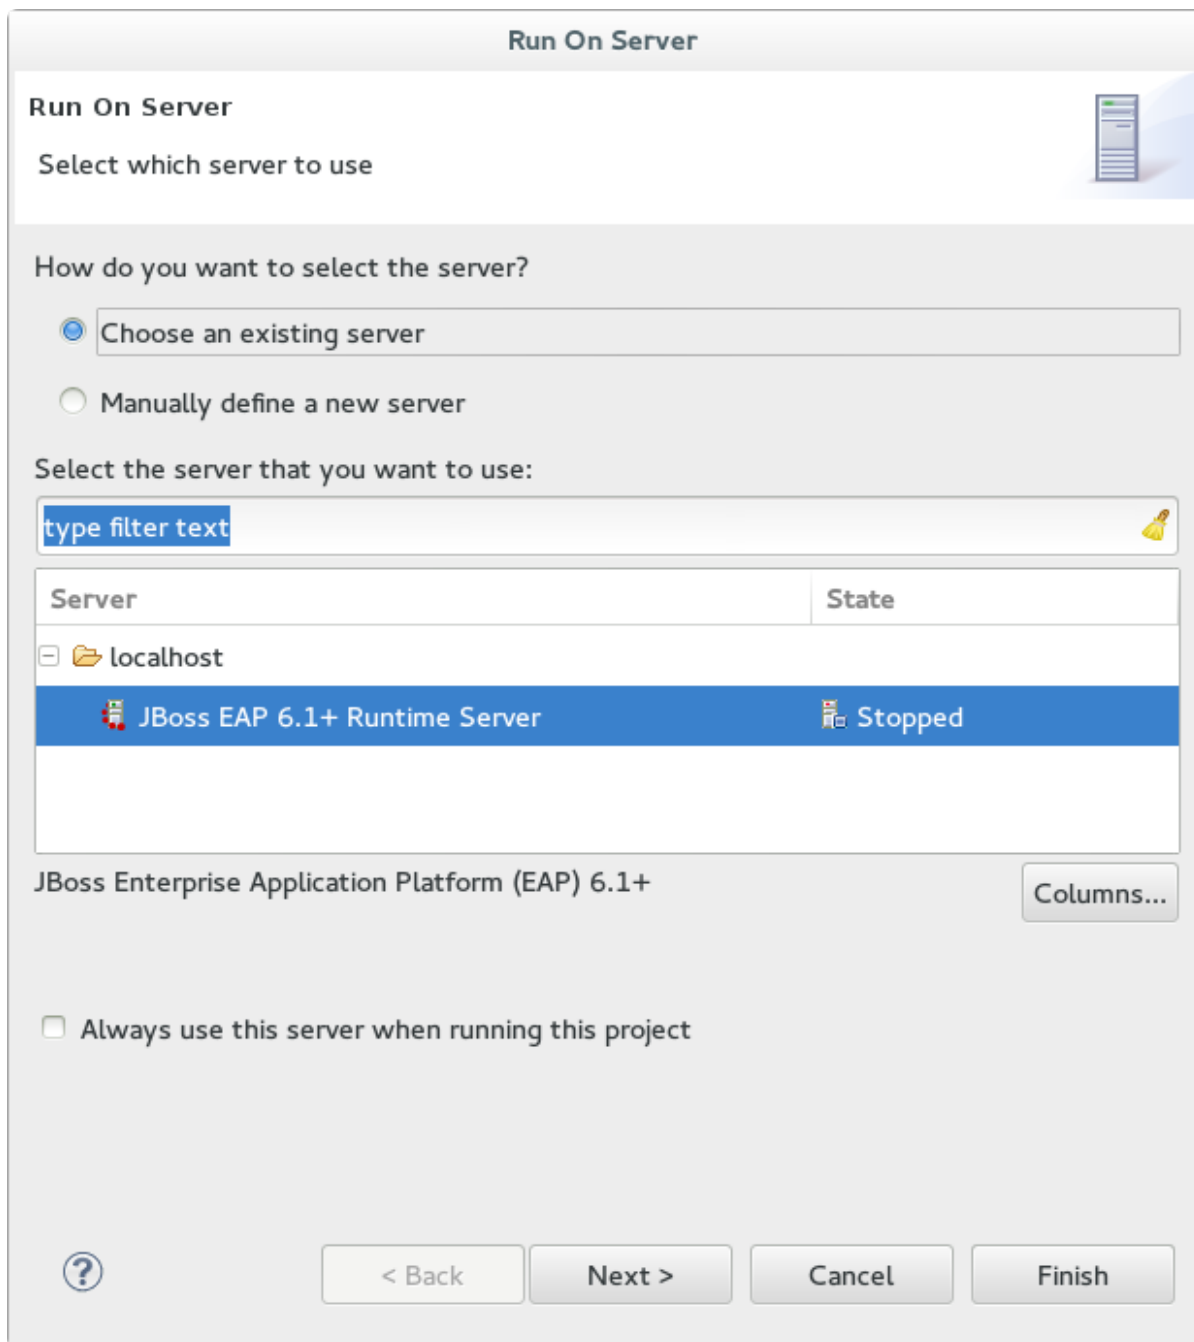 Run On Server
Run On Server
Select which server to use
How do you want to select the server?
Choose an existing server
Manually define a new server
Select the server that you want to use:
type filter text
Server State
localhost
JBoss EAP 6.1+ Runtime Server Stopped
JBoss Enterprise Application Platform (EAP) 6.1+
Columns...
Always use this server when running this project
? < Back Next > Cancel Finish